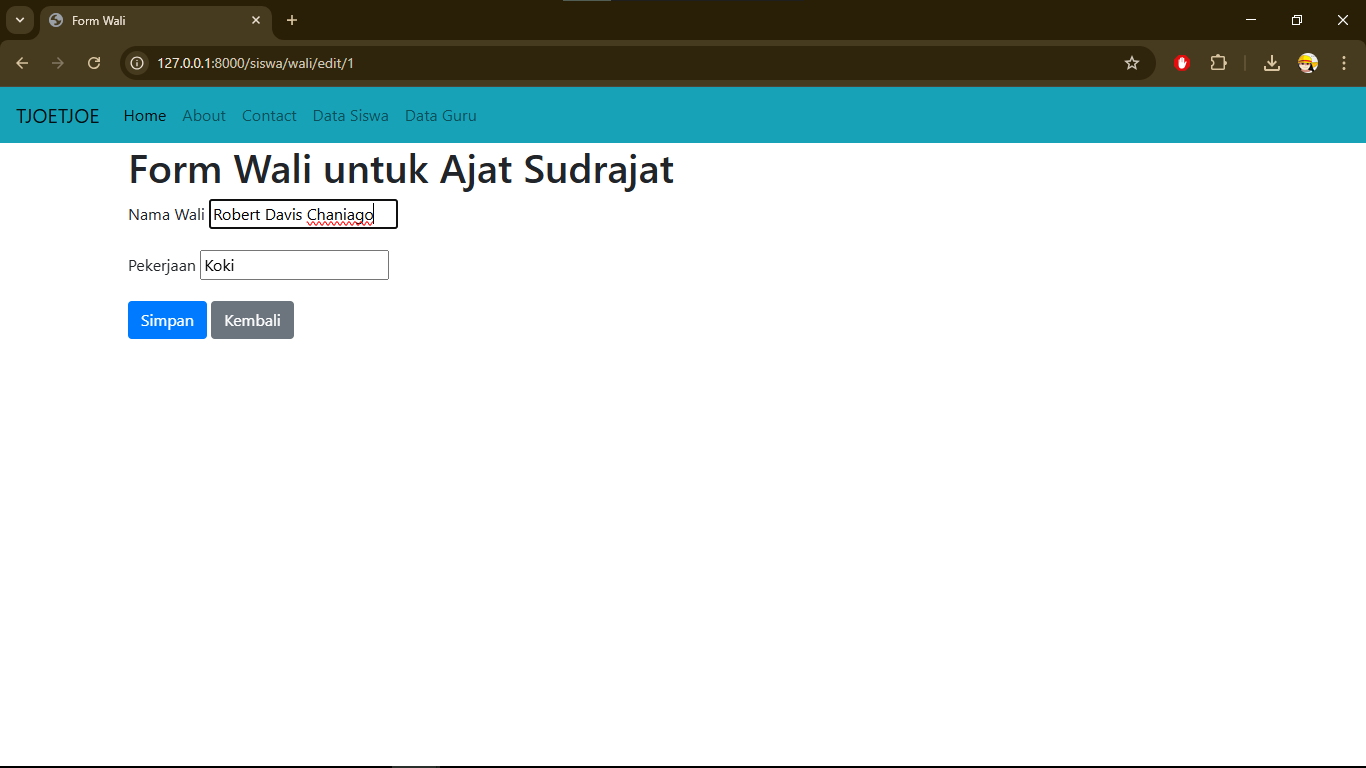 Form Wali
127.0.0.1:8000/siswa/wali/edit/1
TJOETJOE Home About Contact Data Siswa Data Guru
Form Wali untuk Ajat Sudrajat
Nama Wali Robert Davis Chaniago
Pekerjaan Koki
Simpan Kembali